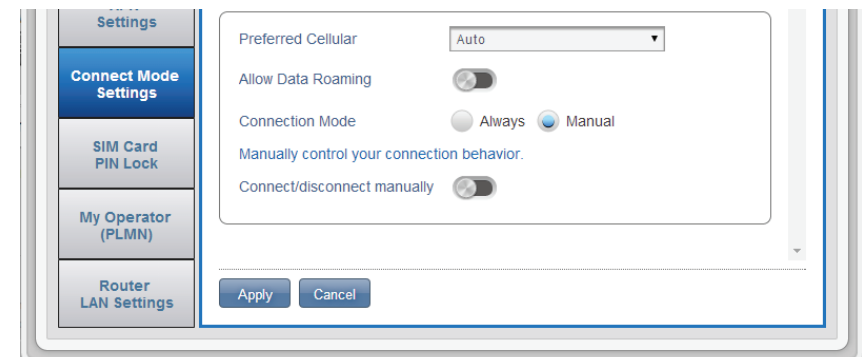 Settings
Connect Mode
Settings
SIM Card
PIN Lock
My Operator
(PLMN)
Router
LAN Settings
Preferred Cellular Auto
Allow Data Roaming
Connection Mode Always Manual
Manually control your connection behavior.
Connect/disconnect manually
Apply Cancel